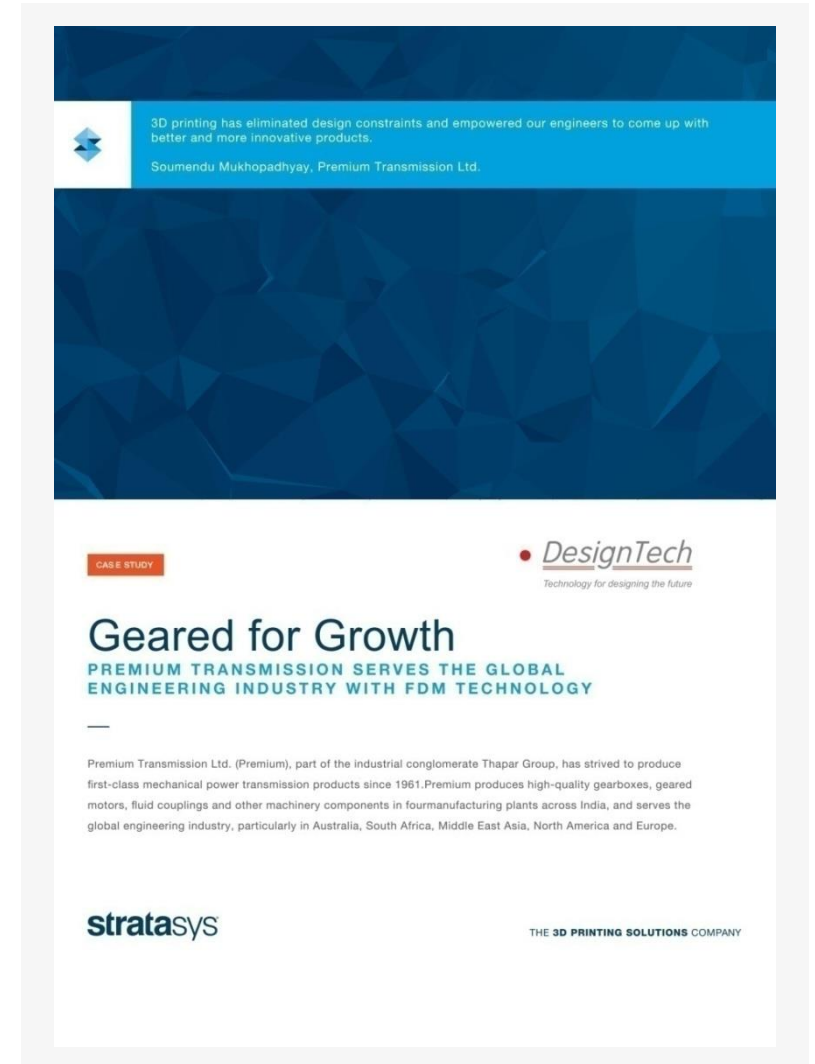 3D printing has eliminated design constraints and empowered our engineers to come up with
better and more innovative products.
Soumendu Mukhopadhyay, Premium Transmission Ltd.
CASE STUDY
DesignTech
Technology for designing the future
Geared for Growth
PREMIUM TRANSMISSION SERVES THE GLOBAL
ENGINEERING INDUSTRY WITH FDM TECHNOLOGY
Premium Transmission Ltd. (Premium), part of the industrial conglomerate Thapar Group, has strived to produce
first-class mechanical power transmission products since 1961.Premium produces high-quality gearboxes, geared
motors, fluid couplings and other machinery components in fourmanufacturing plants across India, and serves the
global engineering industry, particularly in Australia, South Africa, Middle East Asia, North America and Europe.
stratasys
THE 3D PRINTING SOLUTIONS COMPANY